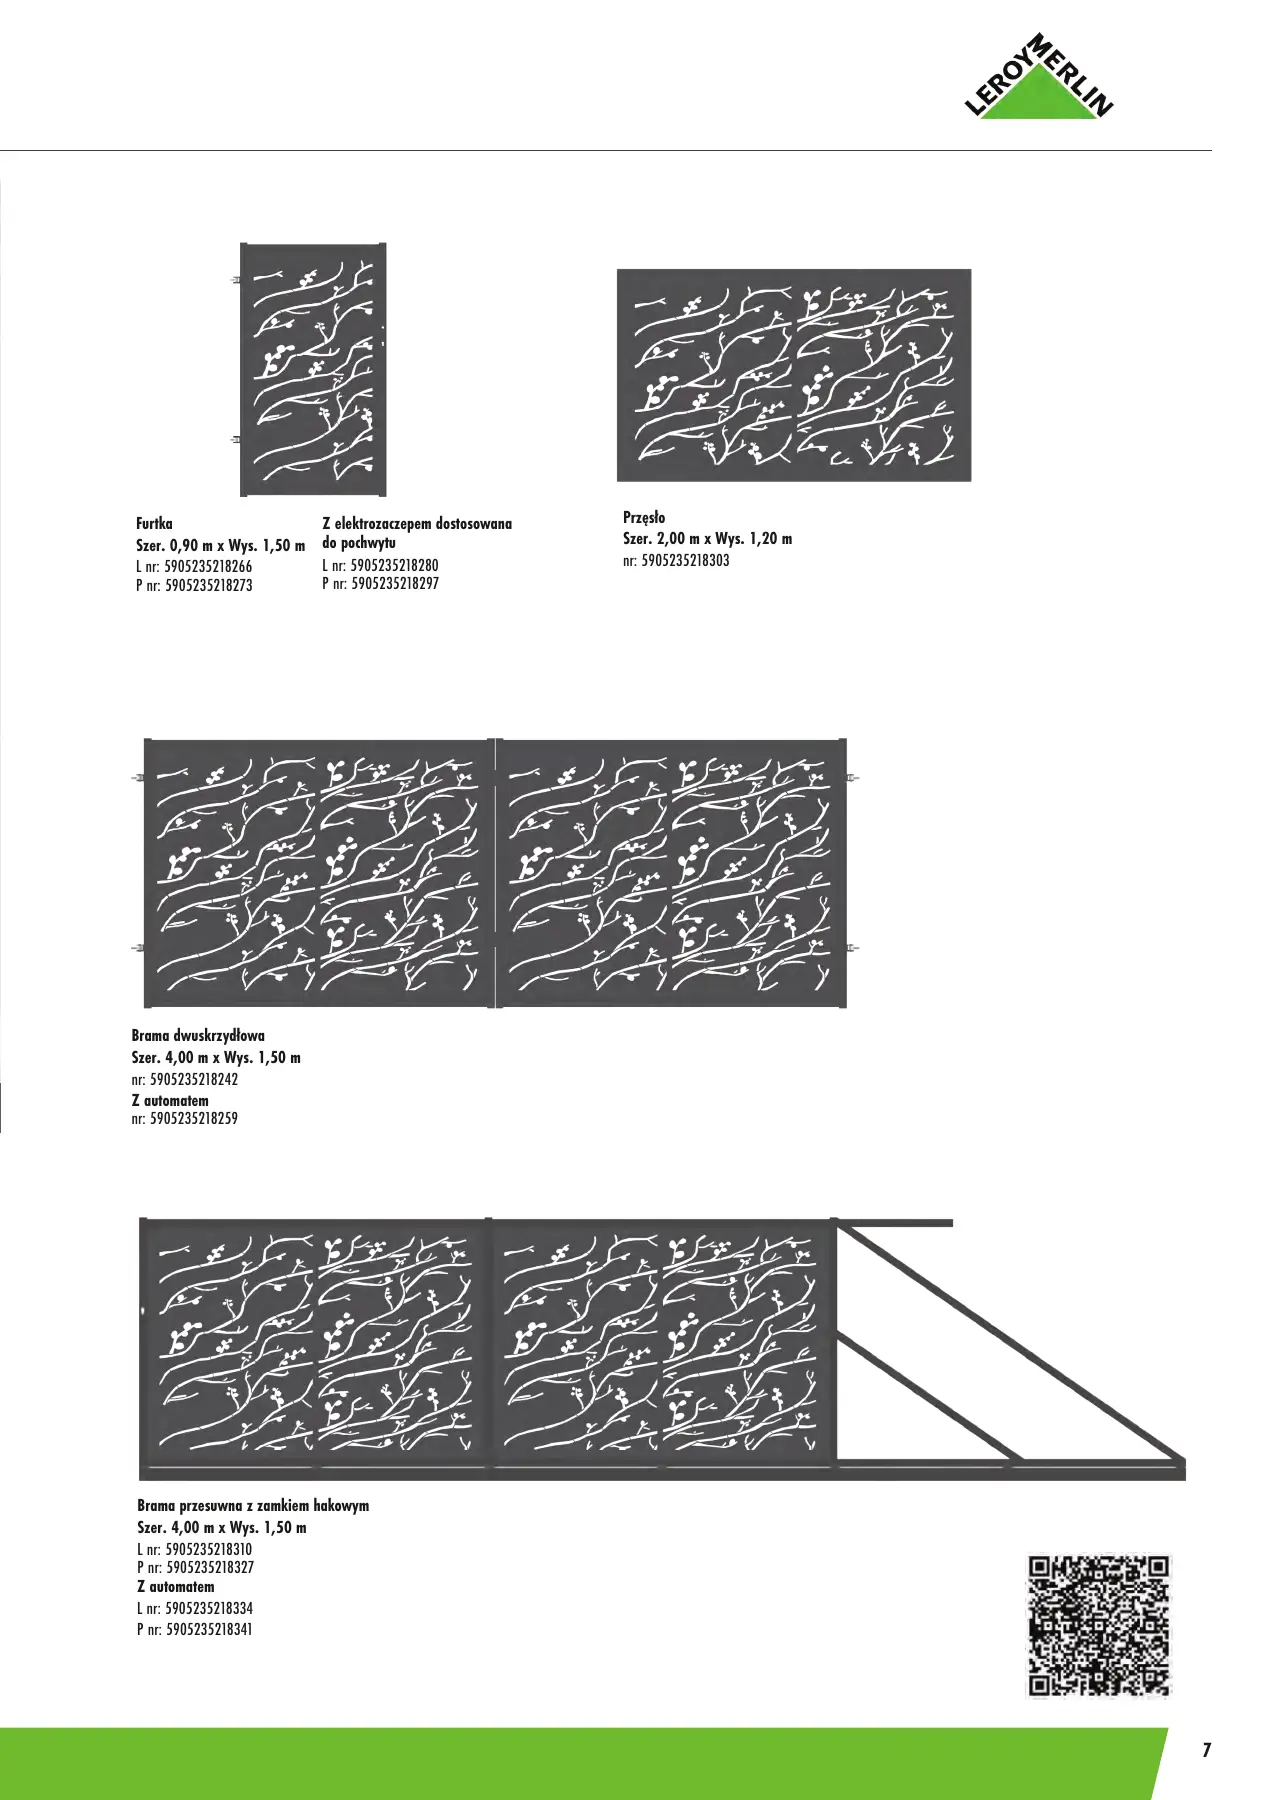 LEROY MERLIN
Furtka
Szer. 0,90 m x Wys. 1,50 m
L nr: 5905235218266
P nr: 5905235218273
Z elektrozaczepem dostosowana
do pochwytu
L nr: 5905235218280
P nr: 5905235218297
Przęsło
Szer. 2,00 m x Wys. 1,20 m
nr: 5905235218303
Brama dwuskrzydłowa
Szer. 4,00 m x Wys. 1,50 m
nr: 5905235218242
Z automatem
nr: 5905235218259
Brama przesuwna z zamkiem hakowym
Szer. 4,00 m x Wys. 1,50 m
L nr: 5905235218310
P nr: 5905235218327
Z automatem
L nr: 5905235218334
P nr: 5905235218341
7